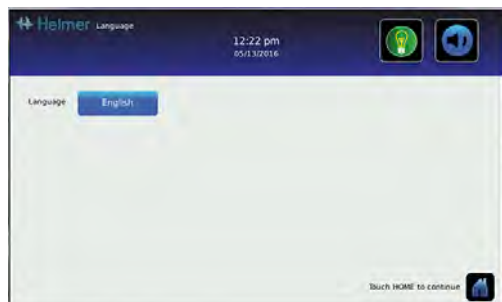 Helmer Language
12:22 pm
05/13/2016
Language English
Touch HOME to continue